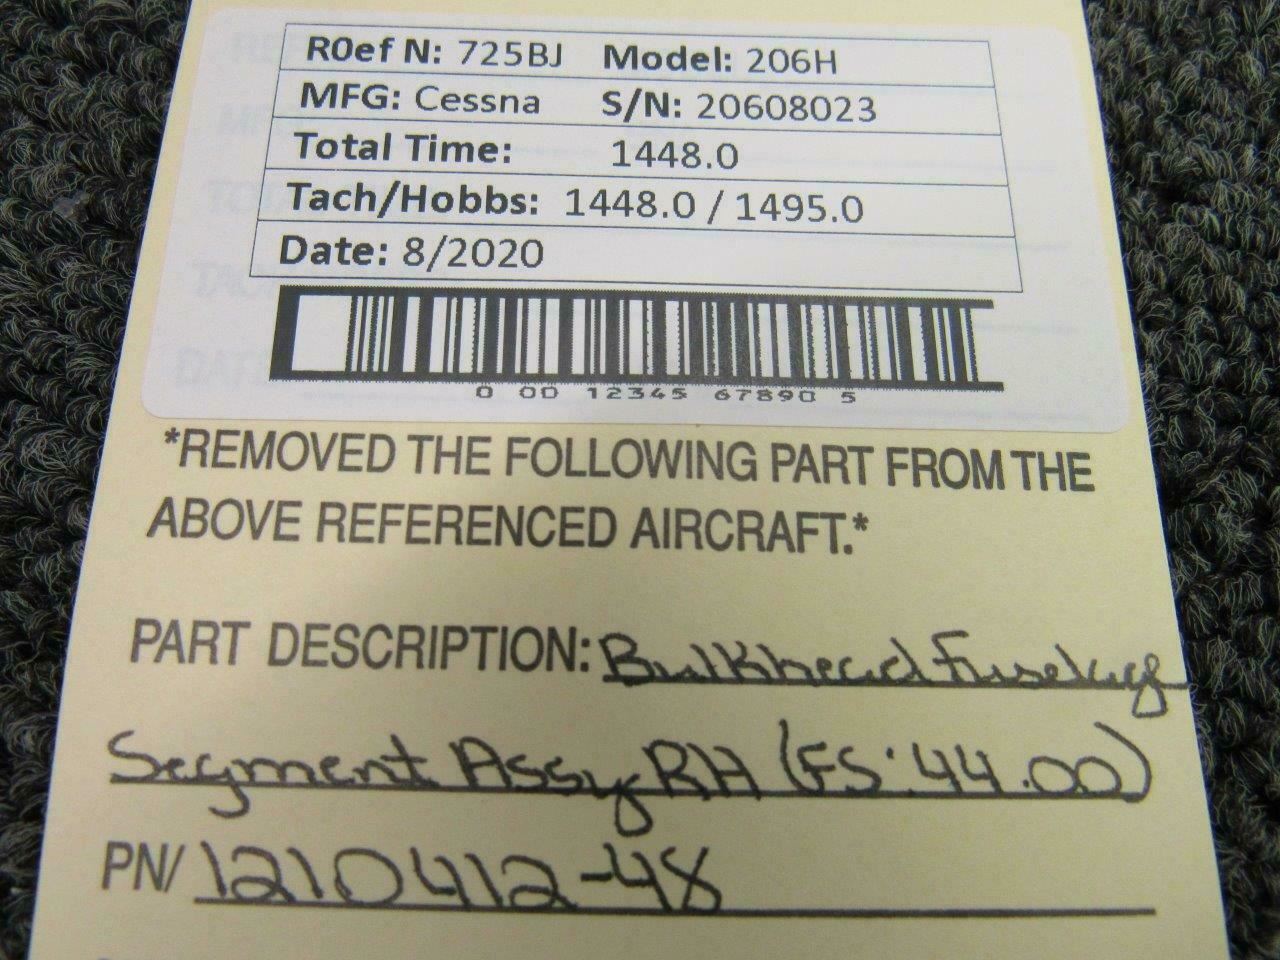 R0ef N: 725BJ Model: 206H
MFG: Cessna S/N: 20608023
Total Time: 1448.0
Tach/Hobbs: 1448.0 / 1495.0
Date: 8/2020
0 00 12345 67890 5
*REMOVED THE FOLLOWING PART FROM THE
ABOVE REFERENCED AIRCRAFT.*
PART DESCRIPTION: Bulkhead Fuselage
Segment Assy RH (FS: 44.00)
PN/ 1210412-48